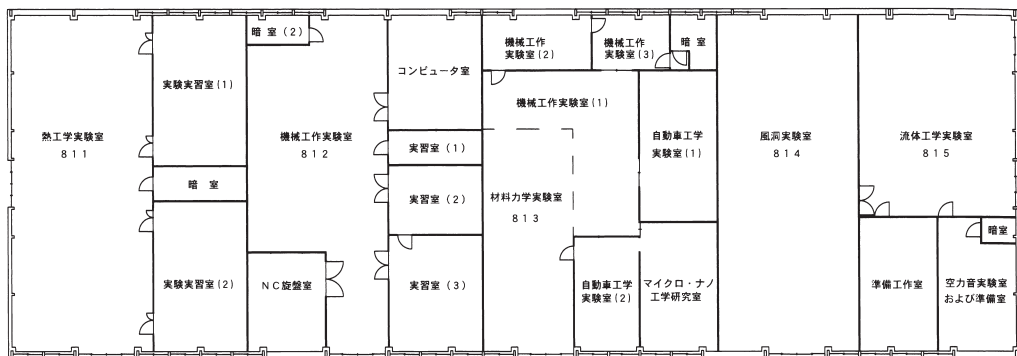 熱工学実験室
811
実験実習室(1)
暗 室
実験実習室(2)
暗 室(2)
機械工作実験室
812
NC旋盤室
コンピュータ室
実習室(1)
実習室(2)
実習室(3)
機械工作
実験室(2)
機械工作
実験室(3)
暗 室
機械工作実験室(1)
材料力学実験室
813
自動車工学
実験室(1)
自動車工学
実験室(2)
マイクロ・ナノ
工学研究室
風洞実験室
814
流体工学実験室
815
準備工作室
暗室
空力音実験室
および準備室